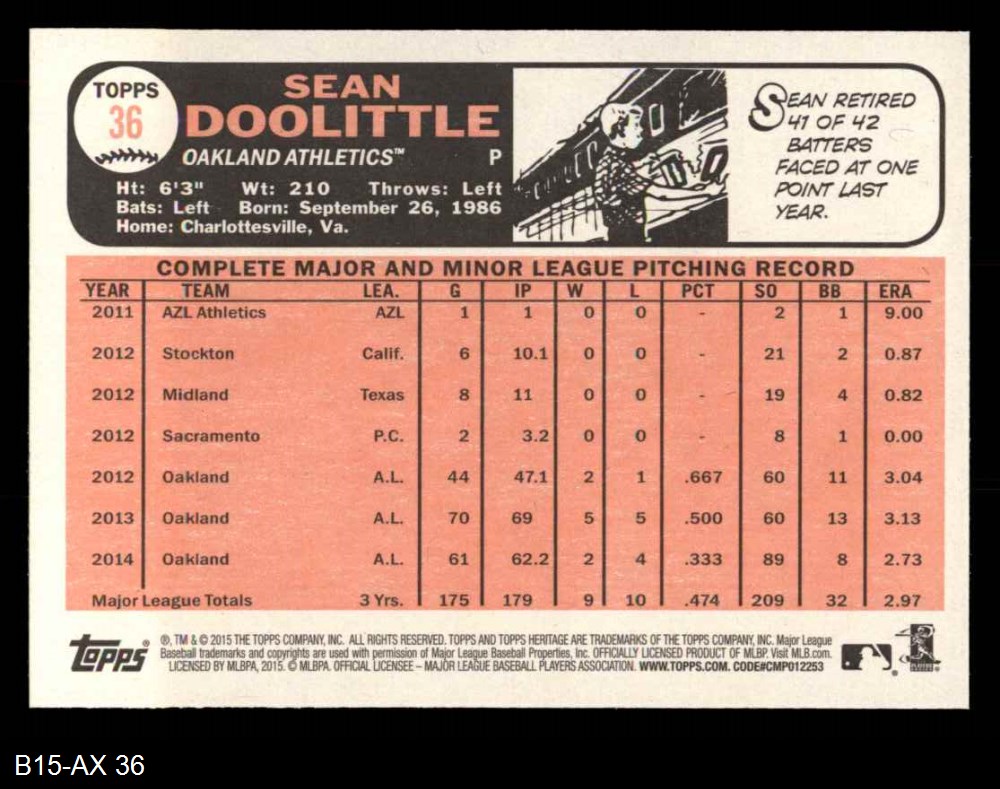 TOPPS
36
SEAN
DOOLITTLE
OAKLAND ATHLETICS™ P
Ht: 6'3" Wt: 210 Throws: Left
Bats: Left Born: September 26, 1986
Home: Charlottesville, Va.
SEAN RETIRED
41 OF 42
BATTERS
FACED AT ONE
POINT LAST
YEAR.
COMPLETE MAJOR AND MINOR LEAGUE PITCHING RECORD
YEAR TEAM LEA. G IP W L PCT SO BB ERA
2011 AZL Athletics AZL 1 1 0 0 - 2 1 9.00
2012 Stockton Calif. 6 10.1 0 0 - 21 2 0.87
2012 Midland Texas 8 11 0 0 - 19 4 0.82
2012 Sacramento P.C. 2 3.2 0 0 - 8 1 0.00
2012 Oakland A.L. 44 47.1 2 1 .667 60 11 3.04
2013 Oakland A.L. 70 69 5 5 .500 60 13 3.13
2014 Oakland A.L. 61 62.2 2 4 .333 89 8 2.73
Major League Totals 3 Yrs. 175 179 9 10 .474 209 32 2.97
Topps®
®, TM & © 2015 THE TOPPS COMPANY, INC. ALL RIGHTS RESERVED. TOPPS AND TOPPS HERITAGE ARE TRADEMARKS OF THE TOPPS COMPANY, INC. Major League
Baseball trademarks and copyrights are used with permission of Major League Baseball Properties, Inc. OFFICIALLY LICENSED PRODUCT OF MLBP. Visit MLB.com.
LICENSED BY MLBPA, 2015. © MLBPA. OFFICIAL LICENSEE – MAJOR LEAGUE BASEBALL PLAYERS ASSOCIATION. WWW.TOPPS.COM. CODE#CMP012253
B15-AX 36